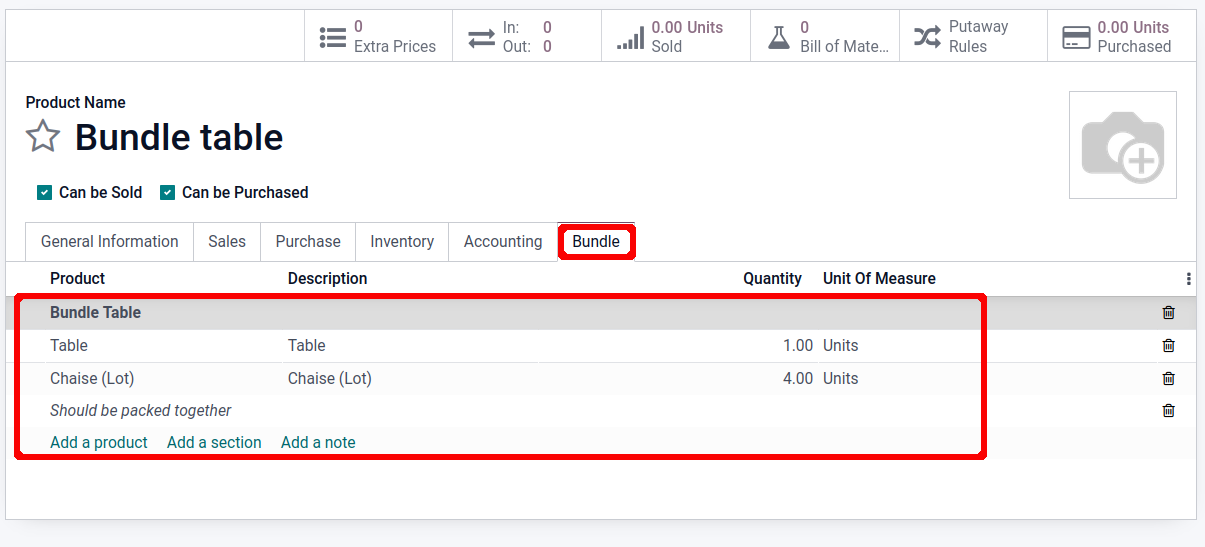 0
Extra Prices
In: 0
Out: 0
0.00 Units
Sold
0
Bill of Mate...
Putaway
Rules
0.00 Units
Purchased
Product Name
Bundle table
Can be Sold Can be Purchased
General Information Sales Purchase Inventory Accounting Bundle
Product Description Quantity Unit Of Measure
Bundle Table
Table Table 1.00 Units
Chaise (Lot) Chaise (Lot) 4.00 Units
Should be packed together
Add a product Add a section Add a note